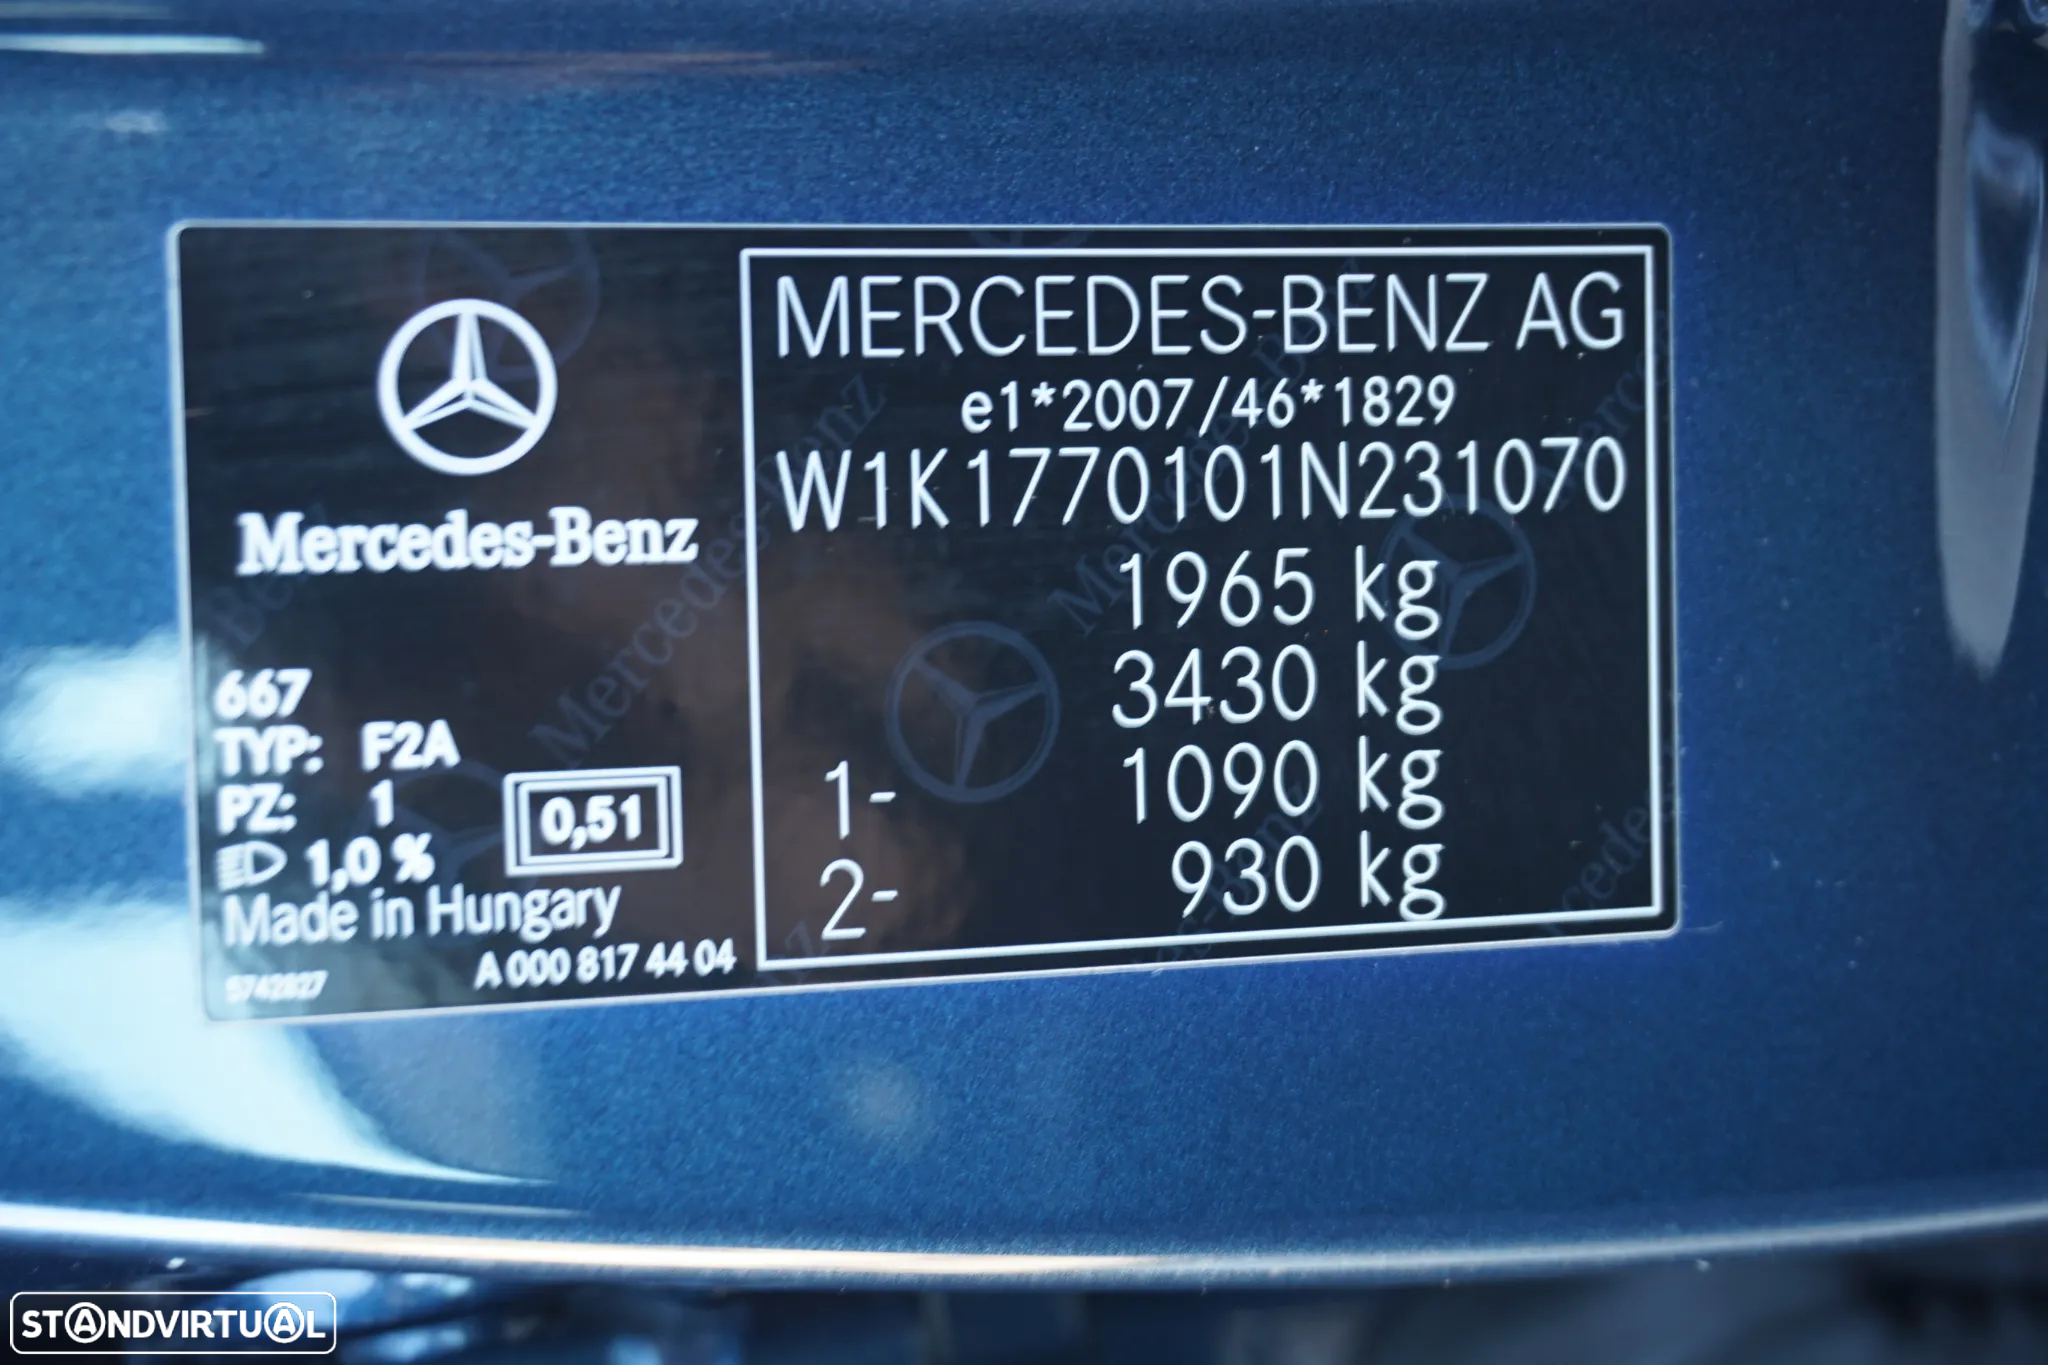 Mercedes-Benz
667
TYP: F2A
PZ: 1
1,0 %
0,51
Made in Hungary
A 000 817 44 04
5742827
MERCEDES-BENZ AG
e1*2007/46*1829
W1K1770101N231070
1965 kg
3430 kg
1- 1090 kg
2- 930 kg
STANDVIRTUAL